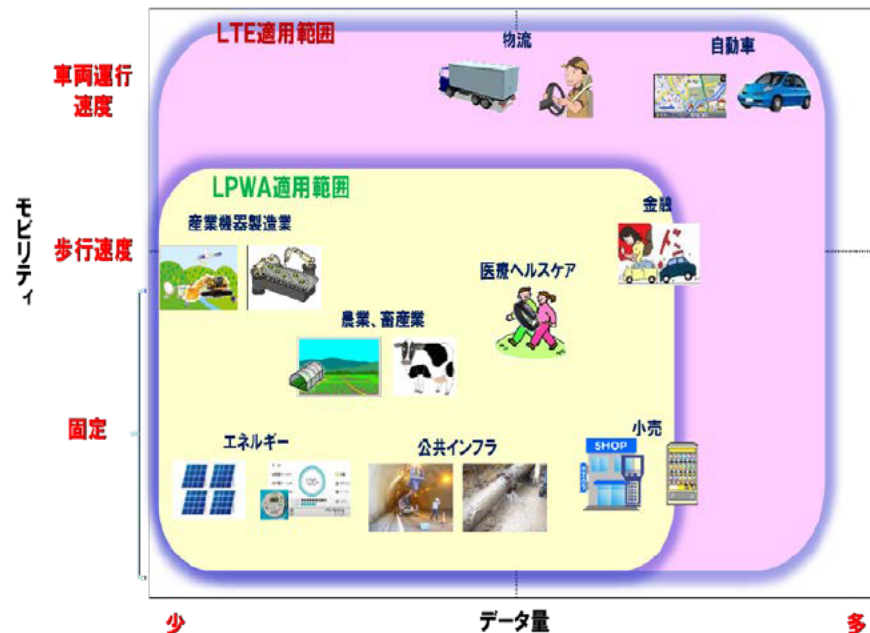 LTE適用範囲
物流
自動車
車両運行
速度
LPWA適用範囲
産業機器製造業
金融
モビリティ
歩行速度
医療ヘルスケア
農業、畜産業
固定
エネルギー
公共インフラ
小売
SHOP
120
少
データ量
多